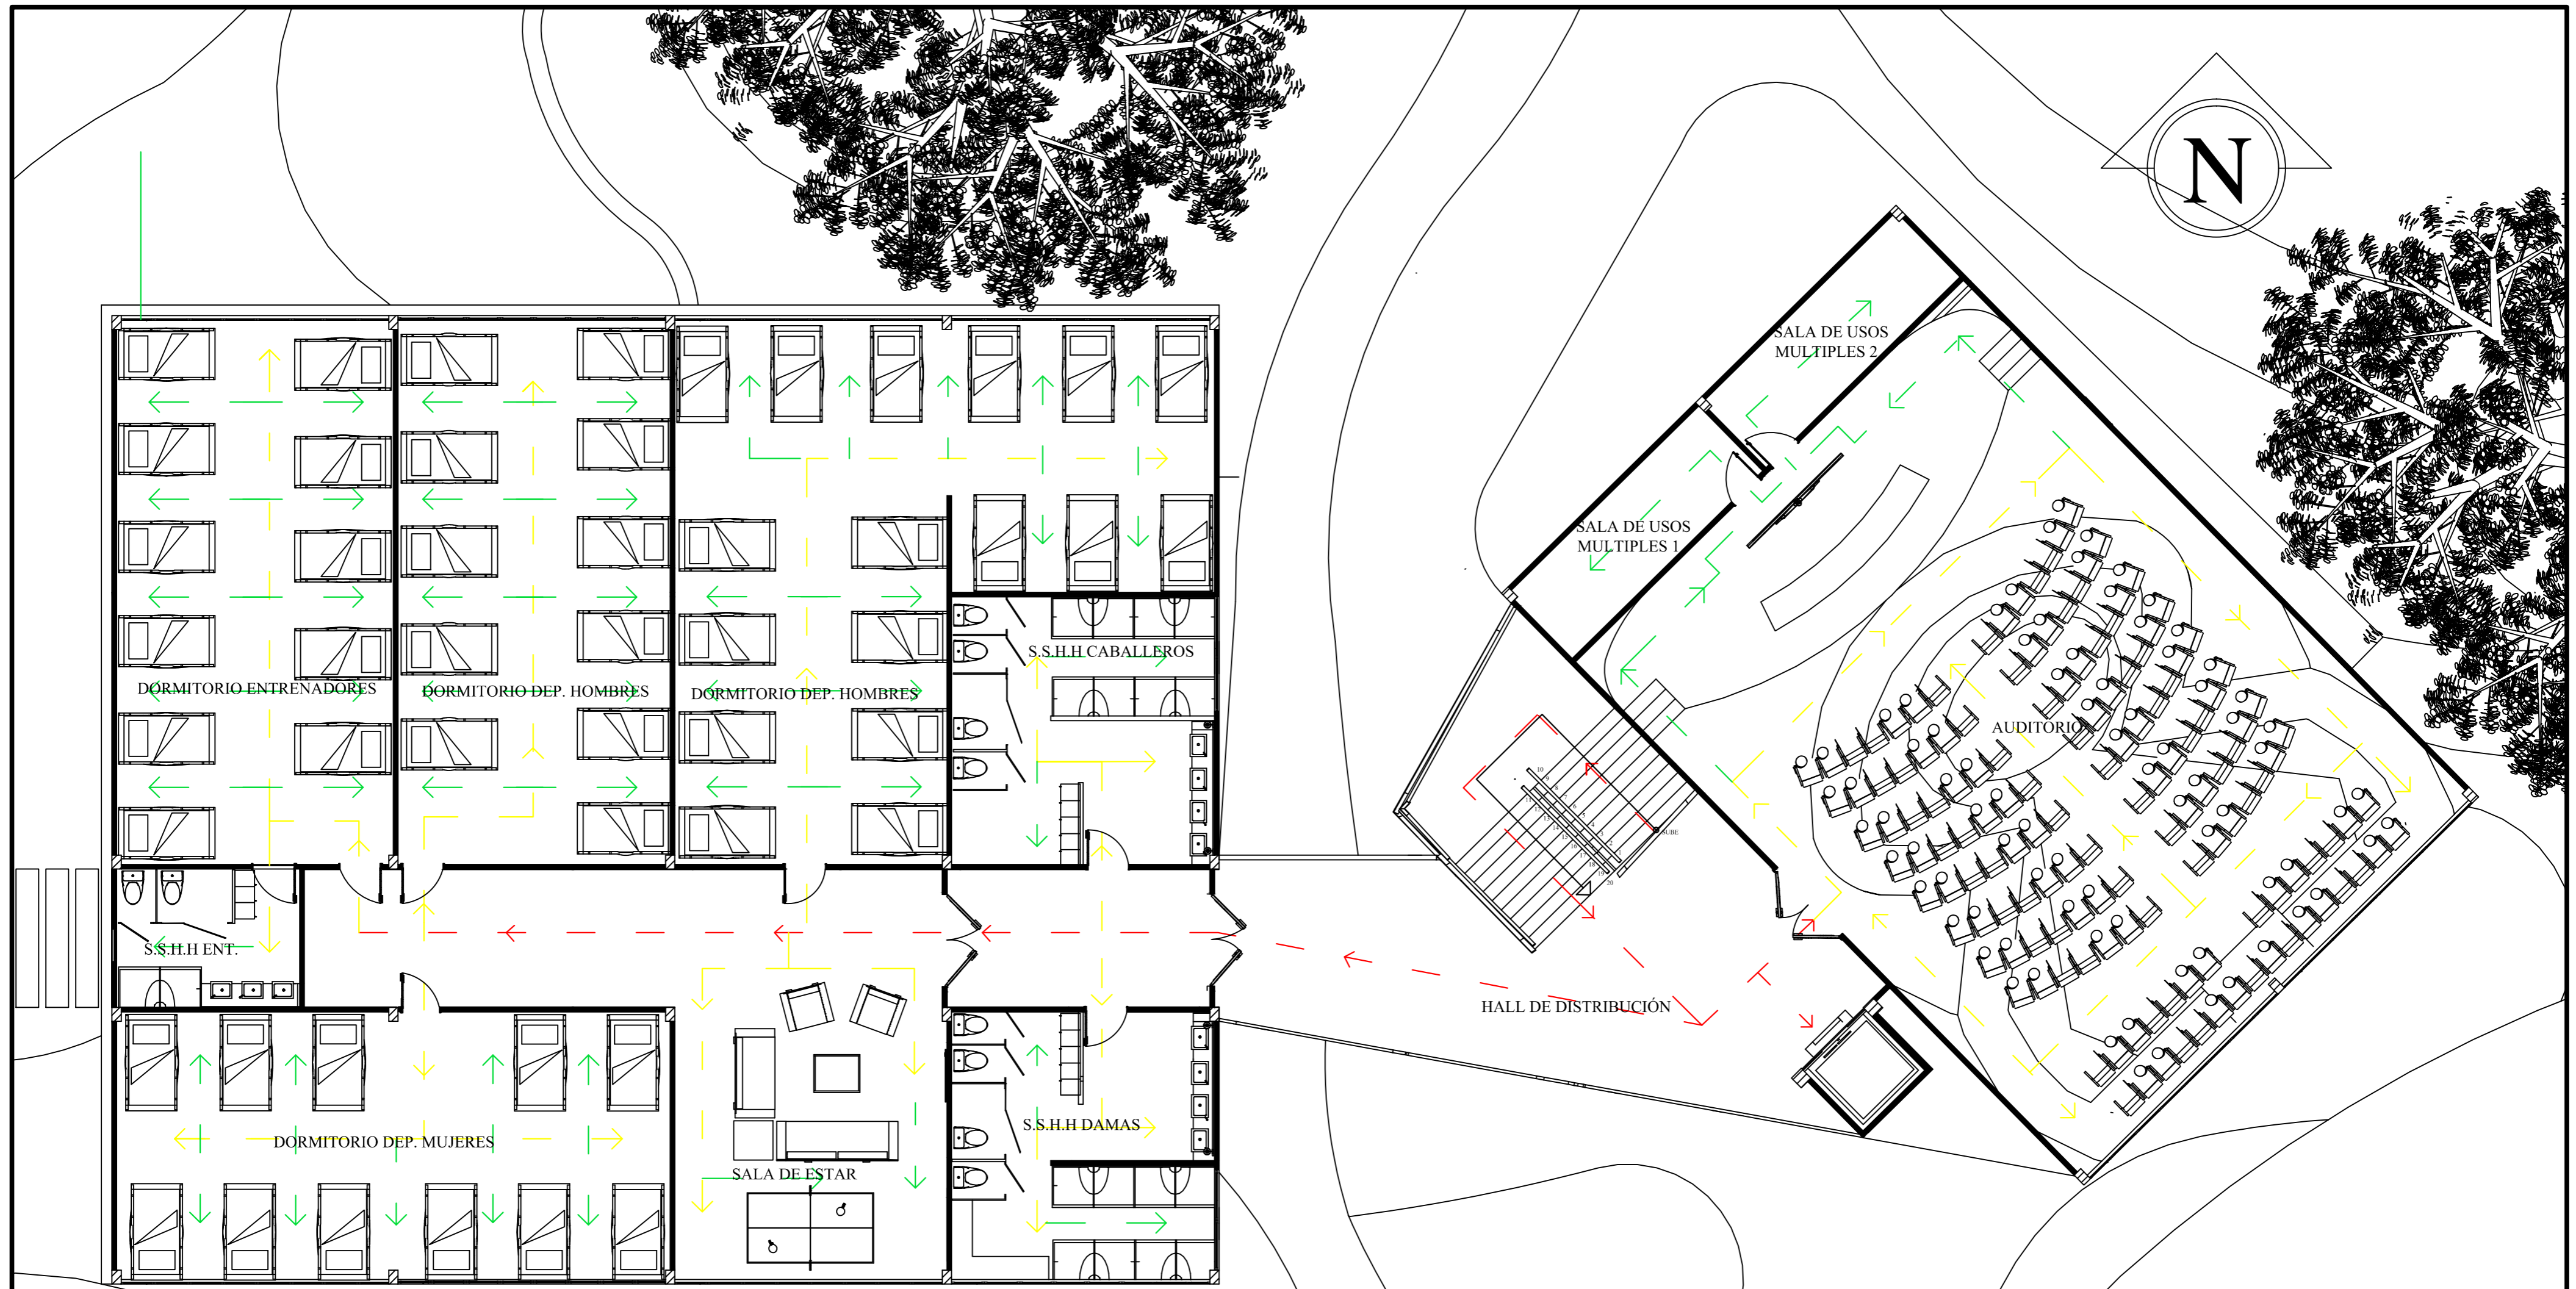 N
SALA DE USOS
MULTIPLES 2
SALA DE USOS
MULTIPLES 1
S.S.H.H CABALLEROS
DORMITORIO ENTRENADORES
DORMITORIO DEP. HOMBRES
DORMITORIO DEP. HOMBRES
AUDITORIO
SUBE
S.S.H.H ENT.
HALL DE DISTRIBUCIÓN
S.S.H.H DAMAS
DORMITORIO DEP. MUJERES
SALA DE ESTAR